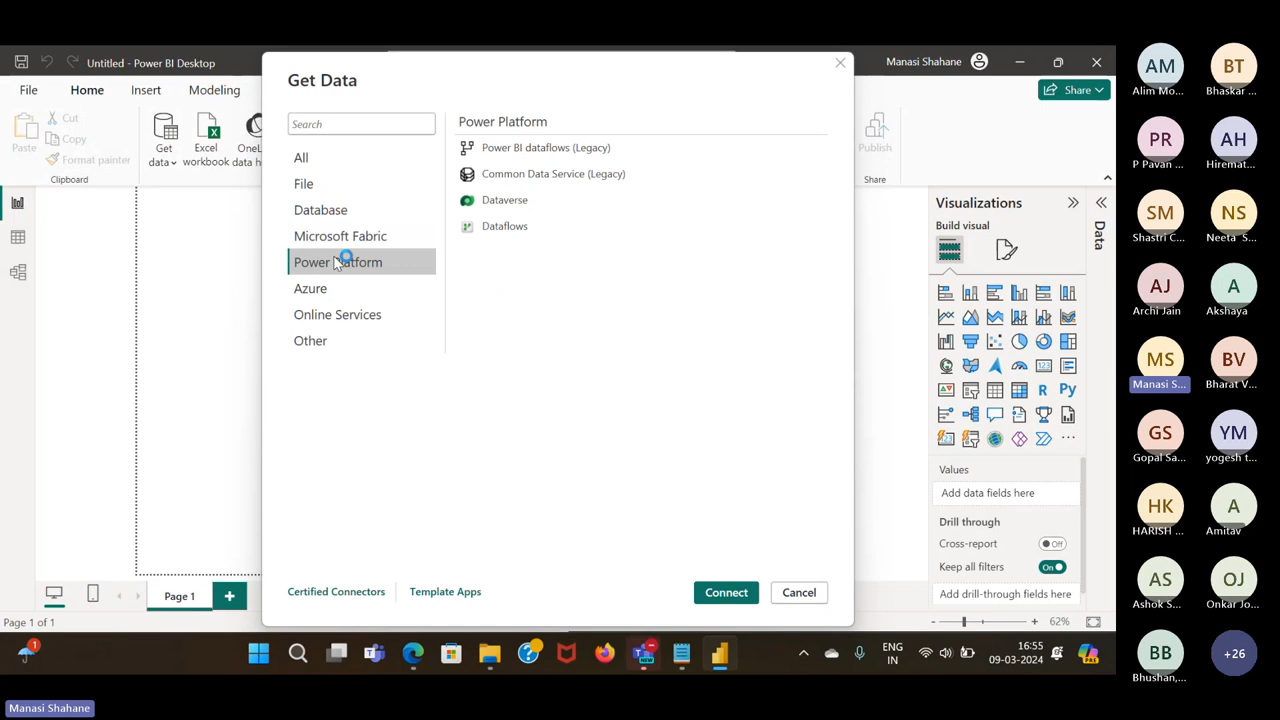 Untitled - Power BI Desktop
Manasi Shahane
File
Home
Insert
Modeling
Share
Paste
Cut
Copy
Format painter
Clipboard
Get
data
Excel
workbook
OneL
data h
Publish
Share
Get Data
Search
All
File
Database
Microsoft Fabric
Power Platform
Azure
Online Services
Other
Power Platform
Power BI dataflows (Legacy)
Common Data Service (Legacy)
Dataverse
Dataflows
Certified Connectors
Template Apps
Connect
Cancel
Visualizations
Build visual
Data
123
R
Py
Values
Add data fields here
Drill through
Cross-report
Off
Keep all filters
On
Add drill-through fields here
Page 1
Page 1 of 1
62%
1
NEW
ENG
IN
16:55
09-03-2024
AM
Alim Mo...
BT
Bhaskar ...
PR
P Pavan ...
AH
Hiremat...
SM
Shastri C...
NS
Neeta S...
AJ
Archi Jain
A
Akshaya
MS
Manasi S...
BV
Bharat V...
GS
Gopal Sa...
YM
yogesh t...
HK
HARISH ...
A
Amitav
AS
Ashok S...
OJ
Onkar Jo...
BB
Bhushan,...
+26
Manasi Shahane